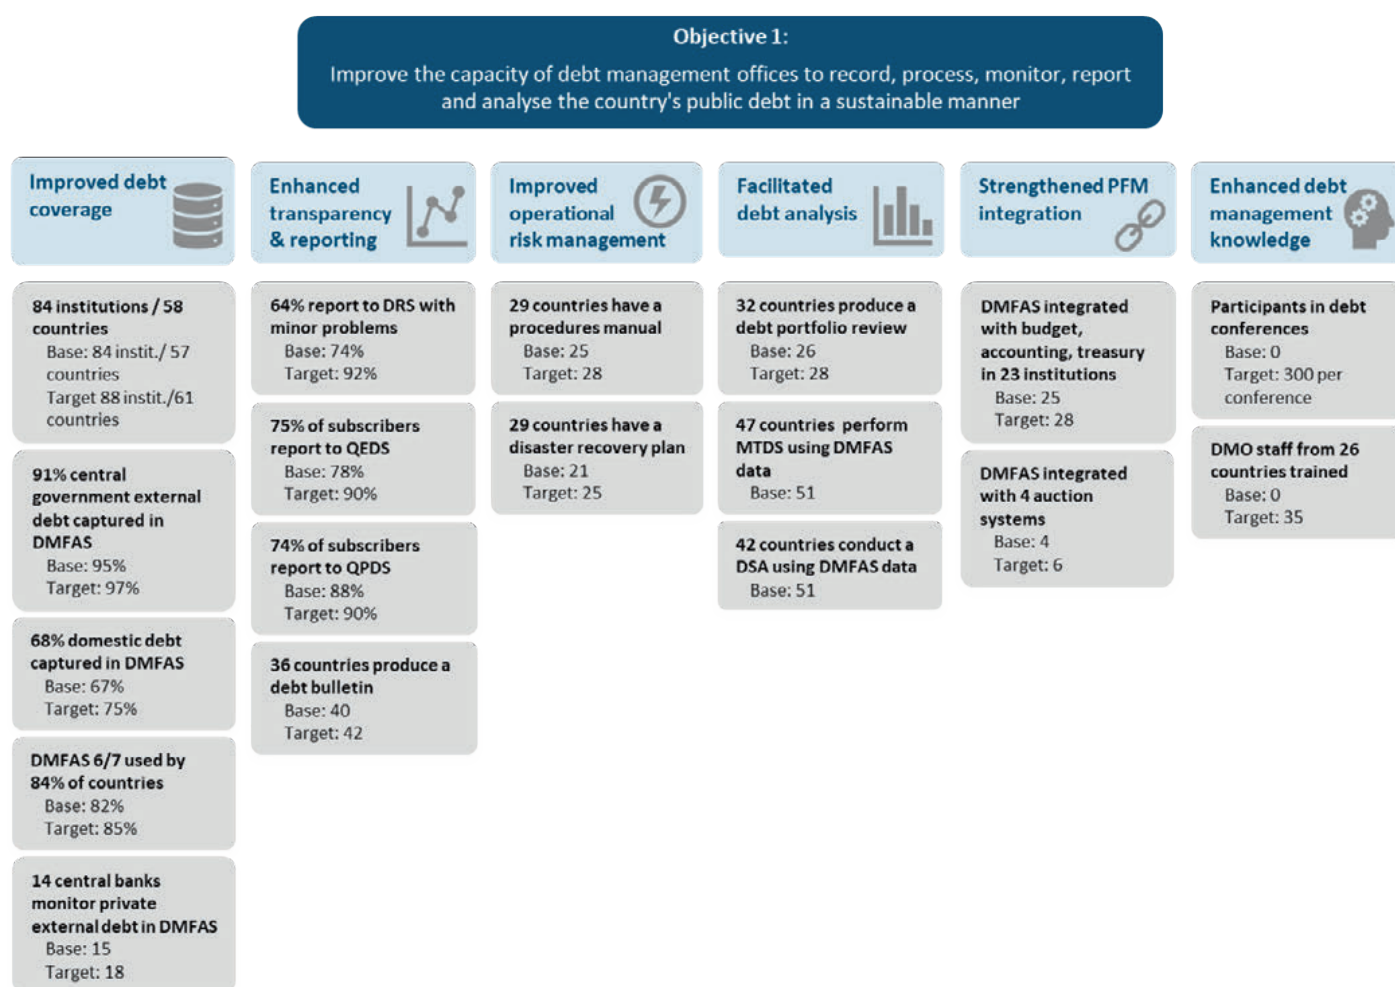 Objective 1:
Improve the capacity of debt management offices to record, process, monitor, report
and analyse the country's public debt in a sustainable manner
Improved debt
coverage
84 institutions / 58
countries
Base: 84 instit./ 57
countries
Target 88 instit./61
countries
91% central
government external
debt captured in
DMFAS
Base: 95%
Target: 97%
68% domestic debt
captured in DMFAS
Base: 67%
Target: 75%
DMFAS 6/7 used by
84% of countries
Base: 82%
Target: 85%
14 central banks
monitor private
external debt in DMFAS
Base: 15
Target: 18
Enhanced
transparency
& reporting
64% report to DRS with
minor problems
Base: 74%
Target: 92%
75% of subscribers
report to QEDS
Base: 78%
Target: 90%
74% of subscribers
report to QPDS
Base: 88%
Target: 90%
36 countries produce a
debt bulletin
Base: 40
Target: 42
Improved
operational
risk management
29 countries have a
procedures manual
Base: 25
Target: 28
29 countries have a
disaster recovery plan
Base: 21
Target: 25
Facilitated
debt analysis
32 countries produce a
debt portfolio review
Base: 26
Target: 28
47 countries perform
MTDS using DMFAS
data
Base: 51
42 countries conduct a
DSA using DMFAS data
Base: 51
Strengthened PFM
integration
DMFAS integrated
with budget,
accounting, treasury
in 23 institutions
Base: 25
Target: 28
DMFAS integrated
with 4 auction
systems
Base: 4
Target: 6
Enhanced debt
management
knowledge
Participants in debt
conferences
Base: 0
Target: 300 per
conference
DMO staff from 26
countries trained
Base: 0
Target: 35